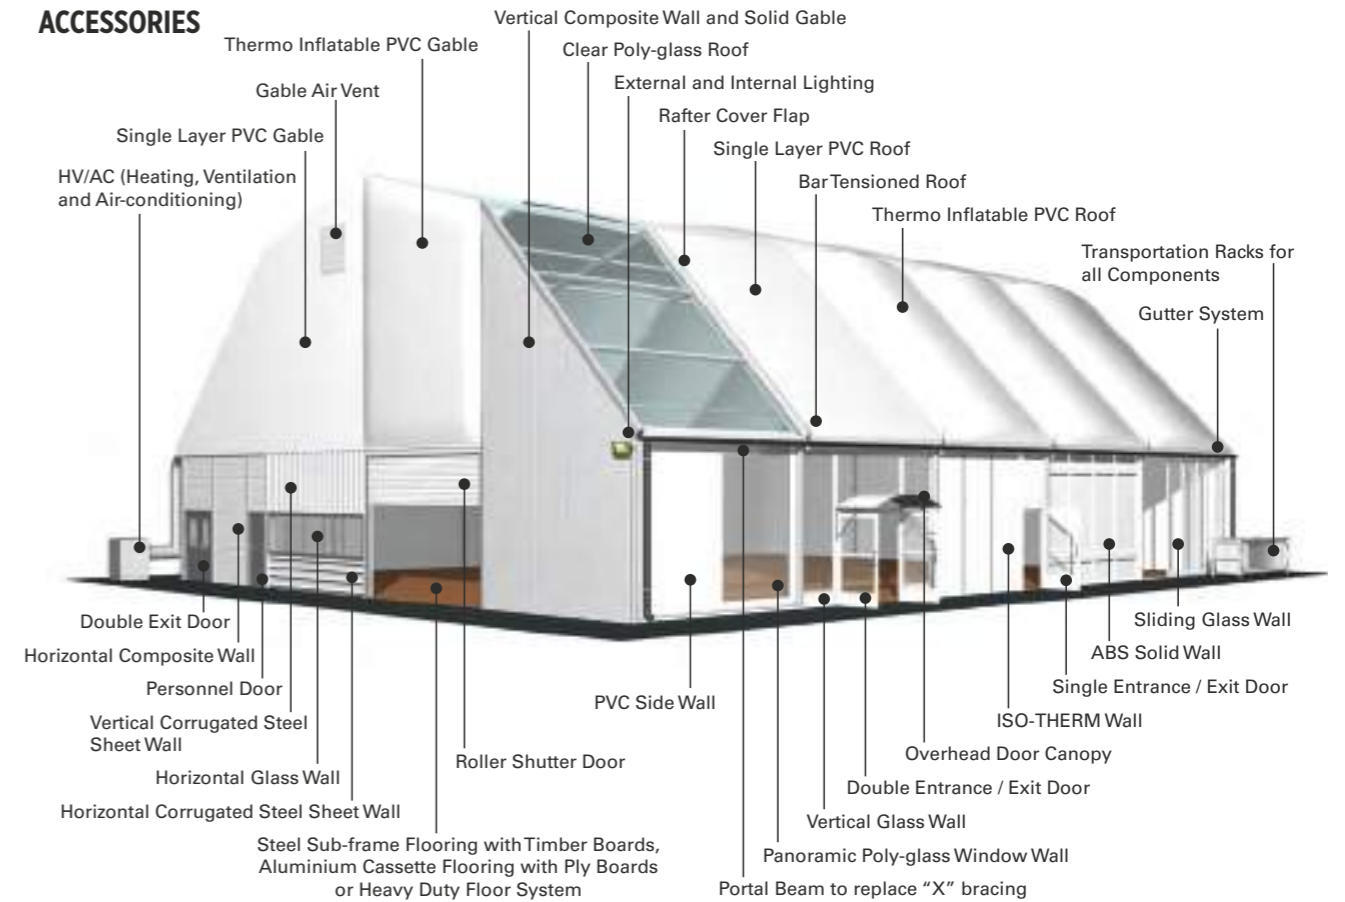 ACCESSORIES
Vertical Composite Wall and Solid Gable
Thermo Inflatable PVC Gable
Clear Poly-glass Roof
External and Internal Lighting
Gable Air Vent
Rafter Cover Flap
Single Layer PVC Gable
Single Layer PVC Roof
HV/AC (Heating, Ventilation
and Air-conditioning)
Bar Tensioned Roof
Thermo Inflatable PVC Roof
Transportation Racks for
all Components
Gutter System
Double Exit Door
Horizontal Composite Wall
Personnel Door
Vertical Corrugated Steel
Sheet Wall
Horizontal Glass Wall
Horizontal Corrugated Steel Sheet Wall
Steel Sub-frame Flooring with Timber Boards,
Aluminium Cassette Flooring with Ply Boards
or Heavy Duty Floor System
Roller Shutter Door
PVC Side Wall
Sliding Glass Wall
ABS Solid Wall
Single Entrance / Exit Door
ISO-THERM Wall
Overhead Door Canopy
Double Entrance / Exit Door
Vertical Glass Wall
Panoramic Poly-glass Window Wall
Portal Beam to replace “X” bracing